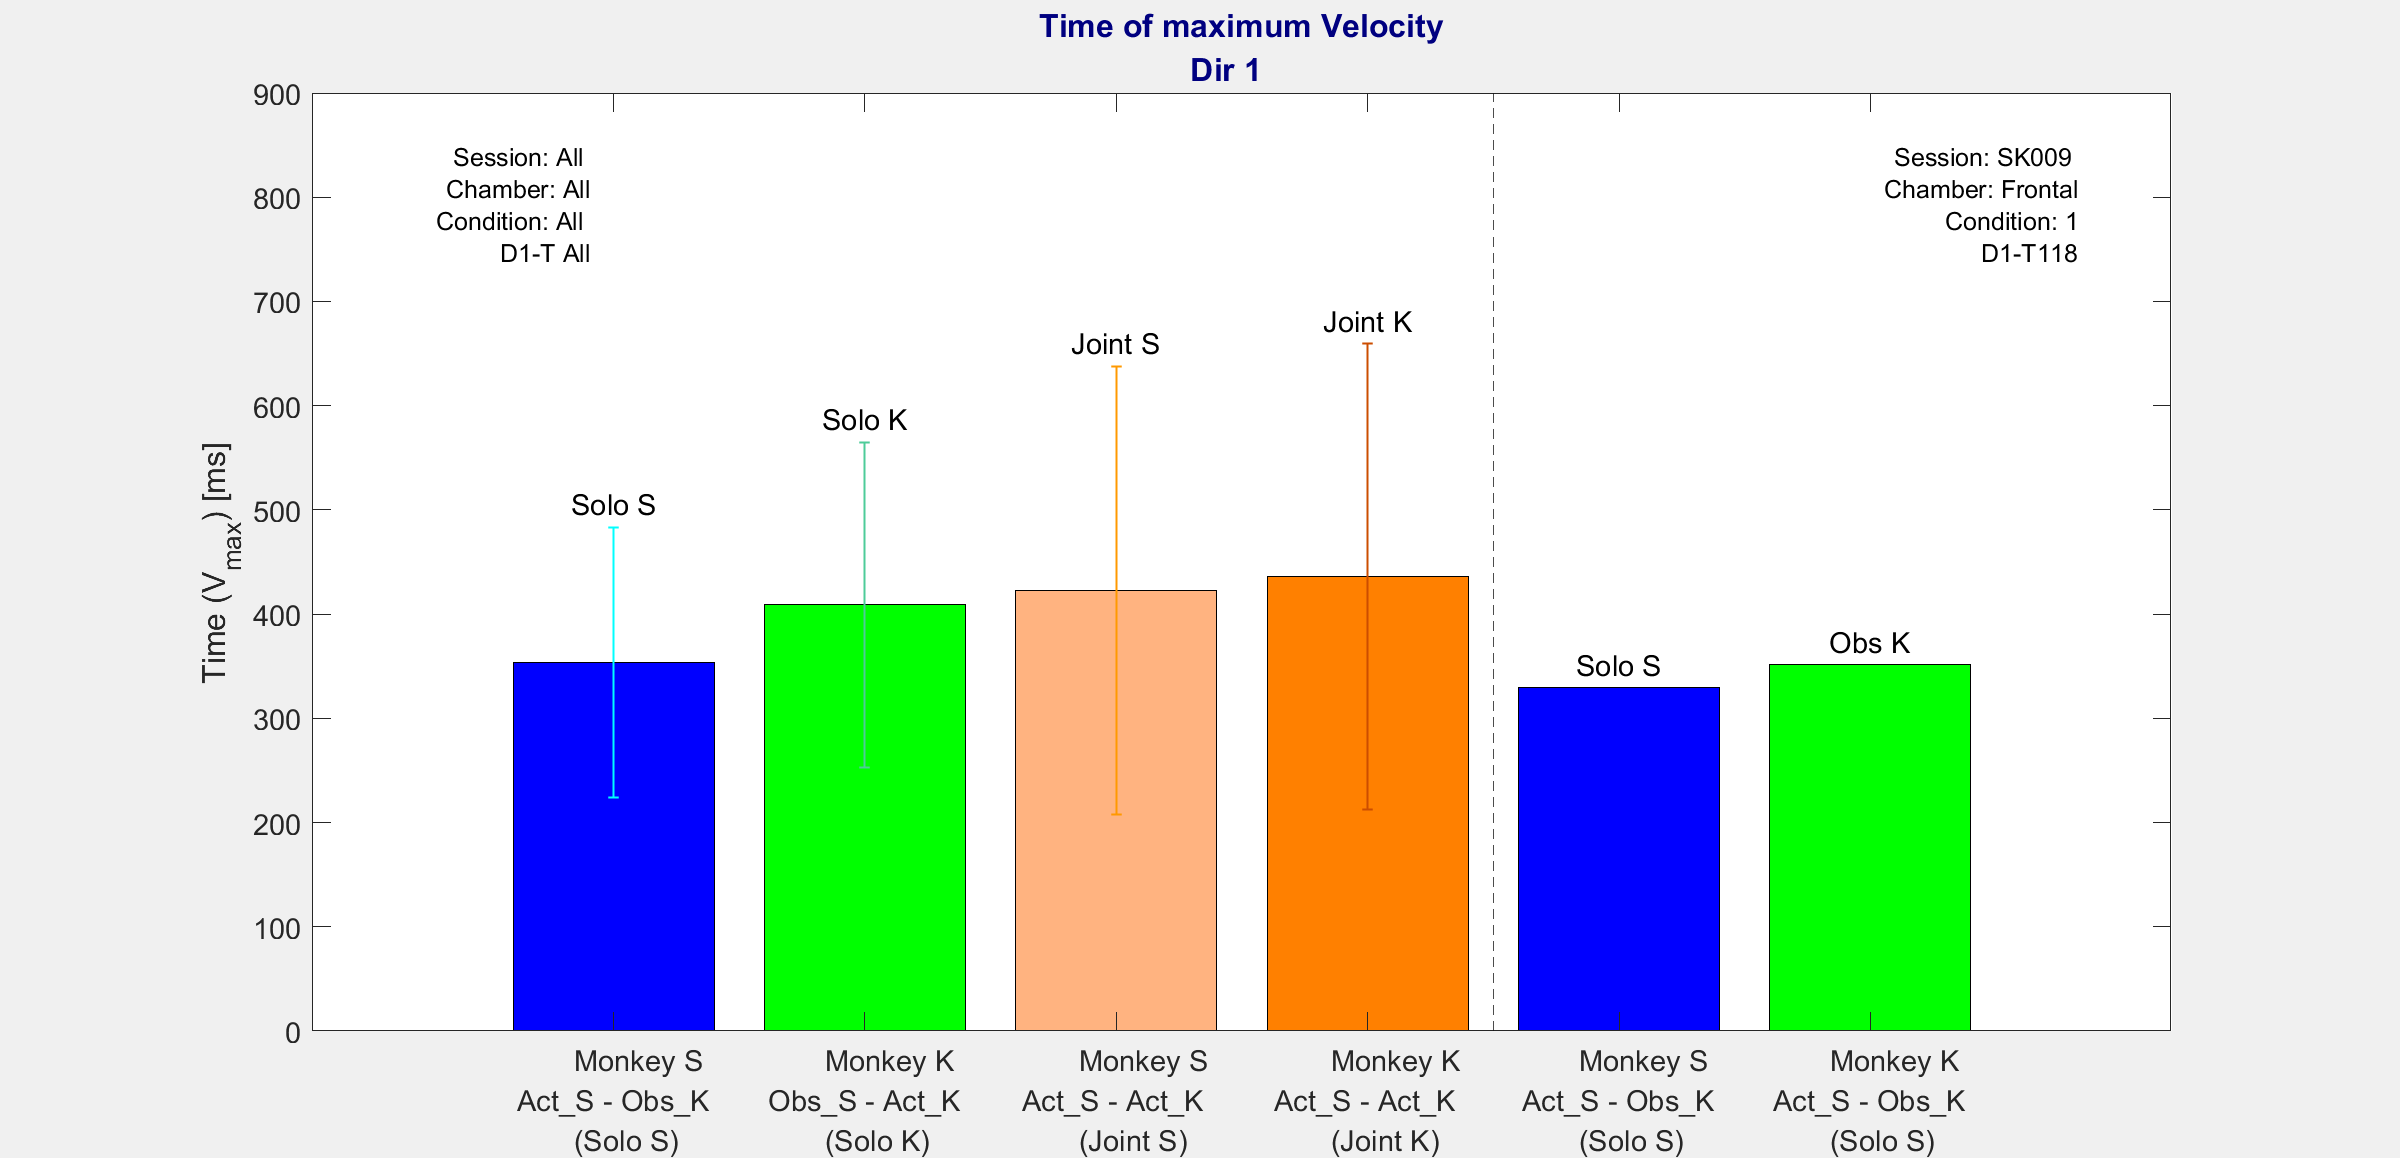 Time of maximum Velocity
Dir 1
900
800
700
600
500
400
300
200
100
0
Time (Vmax) [ms]
Session: All
Chamber: All
Condition: All
D1-T All
Session: SK009
Chamber: Frontal
Condition: 1
D1-T118
Solo S
Solo K
Joint S
Joint K
Solo S
Obs K
Monkey S
Act_S - Obs_K
(Solo S)
Monkey K
Obs_S - Act_K
(Solo K)
Monkey S
Act_S - Act_K
(Joint S)
Monkey K
Act_S - Act_K
(Joint K)
Monkey S
Act_S - Obs_K
(Solo S)
Monkey K
Act_S - Obs_K
(Solo S)